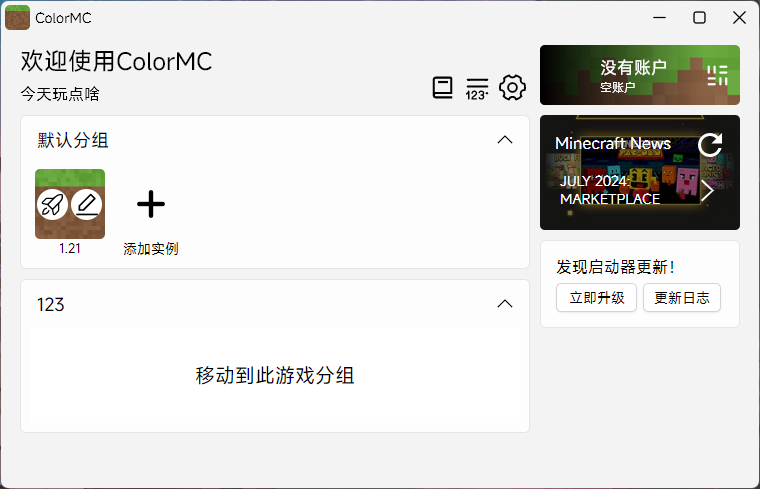 ColorMC
欢迎使用ColorMC
今天玩点啥
123
没有账户
空账户
默认分组
1.21
添加实例
Minecraft News
JULY 2024:
MARKETPLACE
发现启动器更新！
立即升级
更新日志
123
移动到此游戏分组